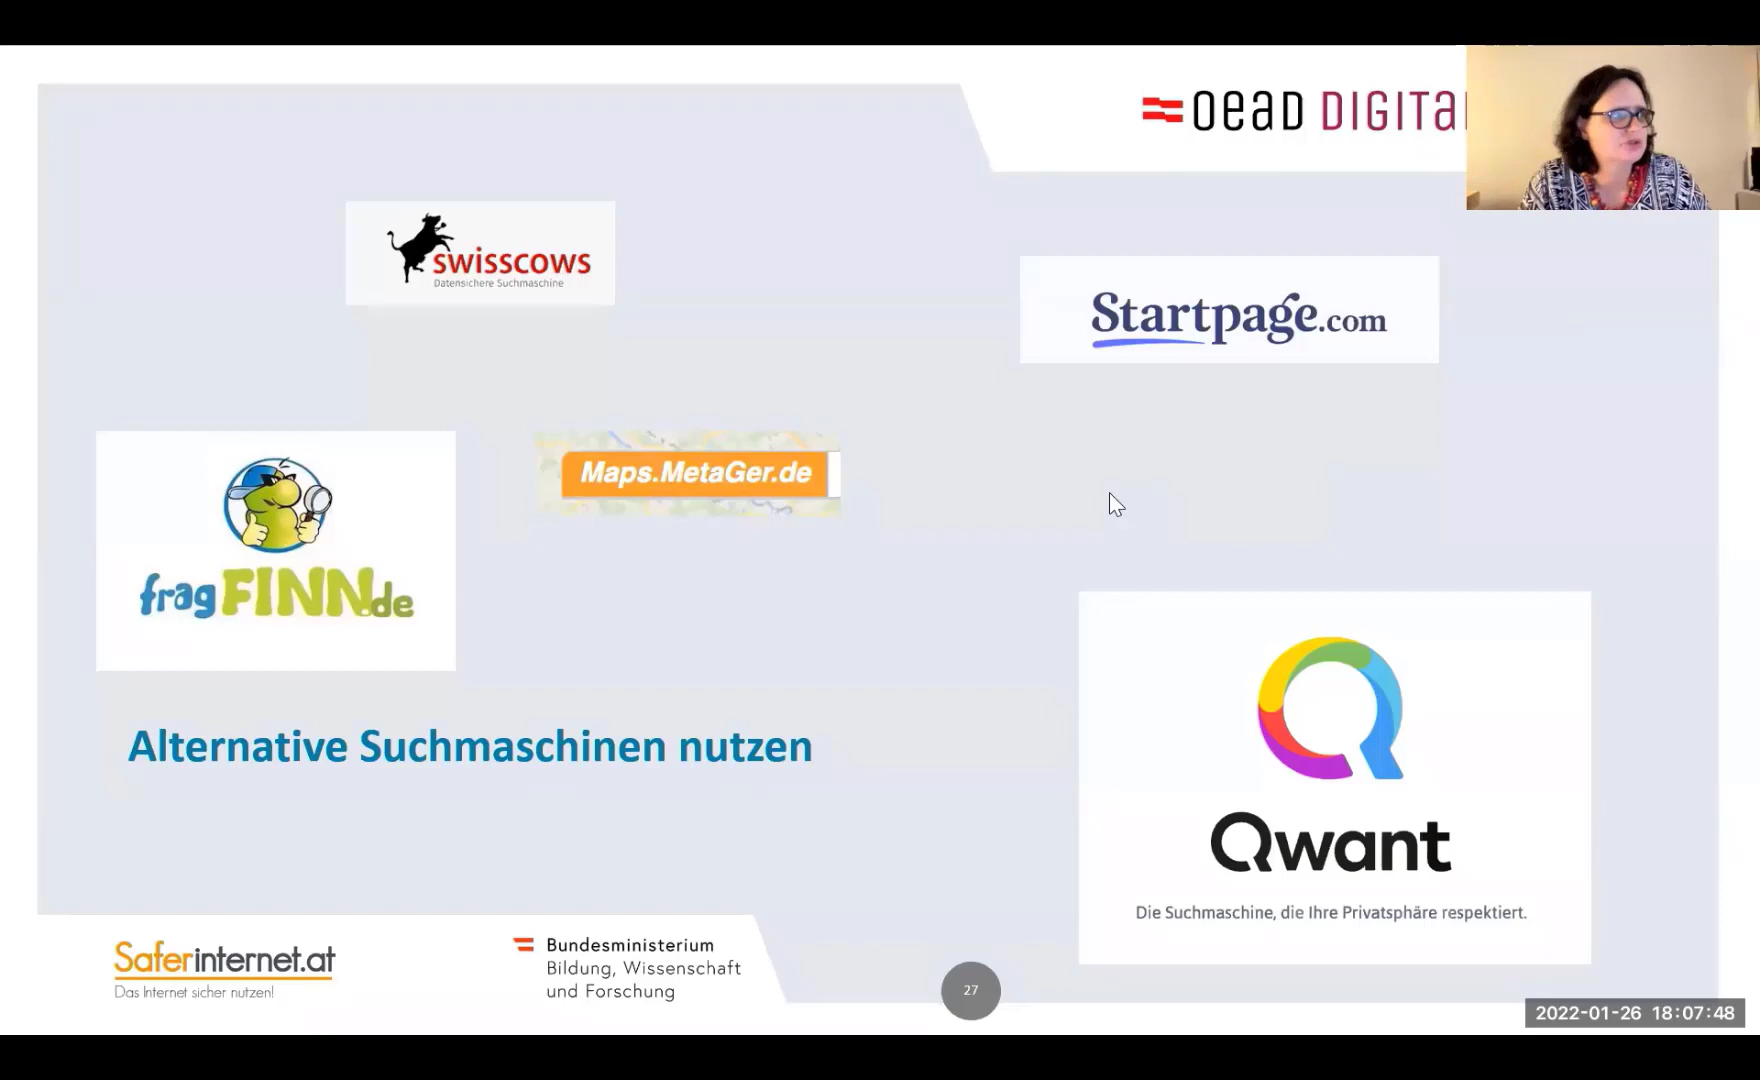 OeAD DIGITA
swisscows
Datensichere Suchmaschine
Startpage.com
Maps.MetaGer.de
fragFINN.de
Alternative Suchmaschinen nutzen
Qwant
Die Suchmaschine, die Ihre Privatsphäre respektiert.
Saferinternet.at
Das Internet sicher nutzen!
Bundesministerium
Bildung, Wissenschaft
und Forschung
27
2022-01-26 18:07:48